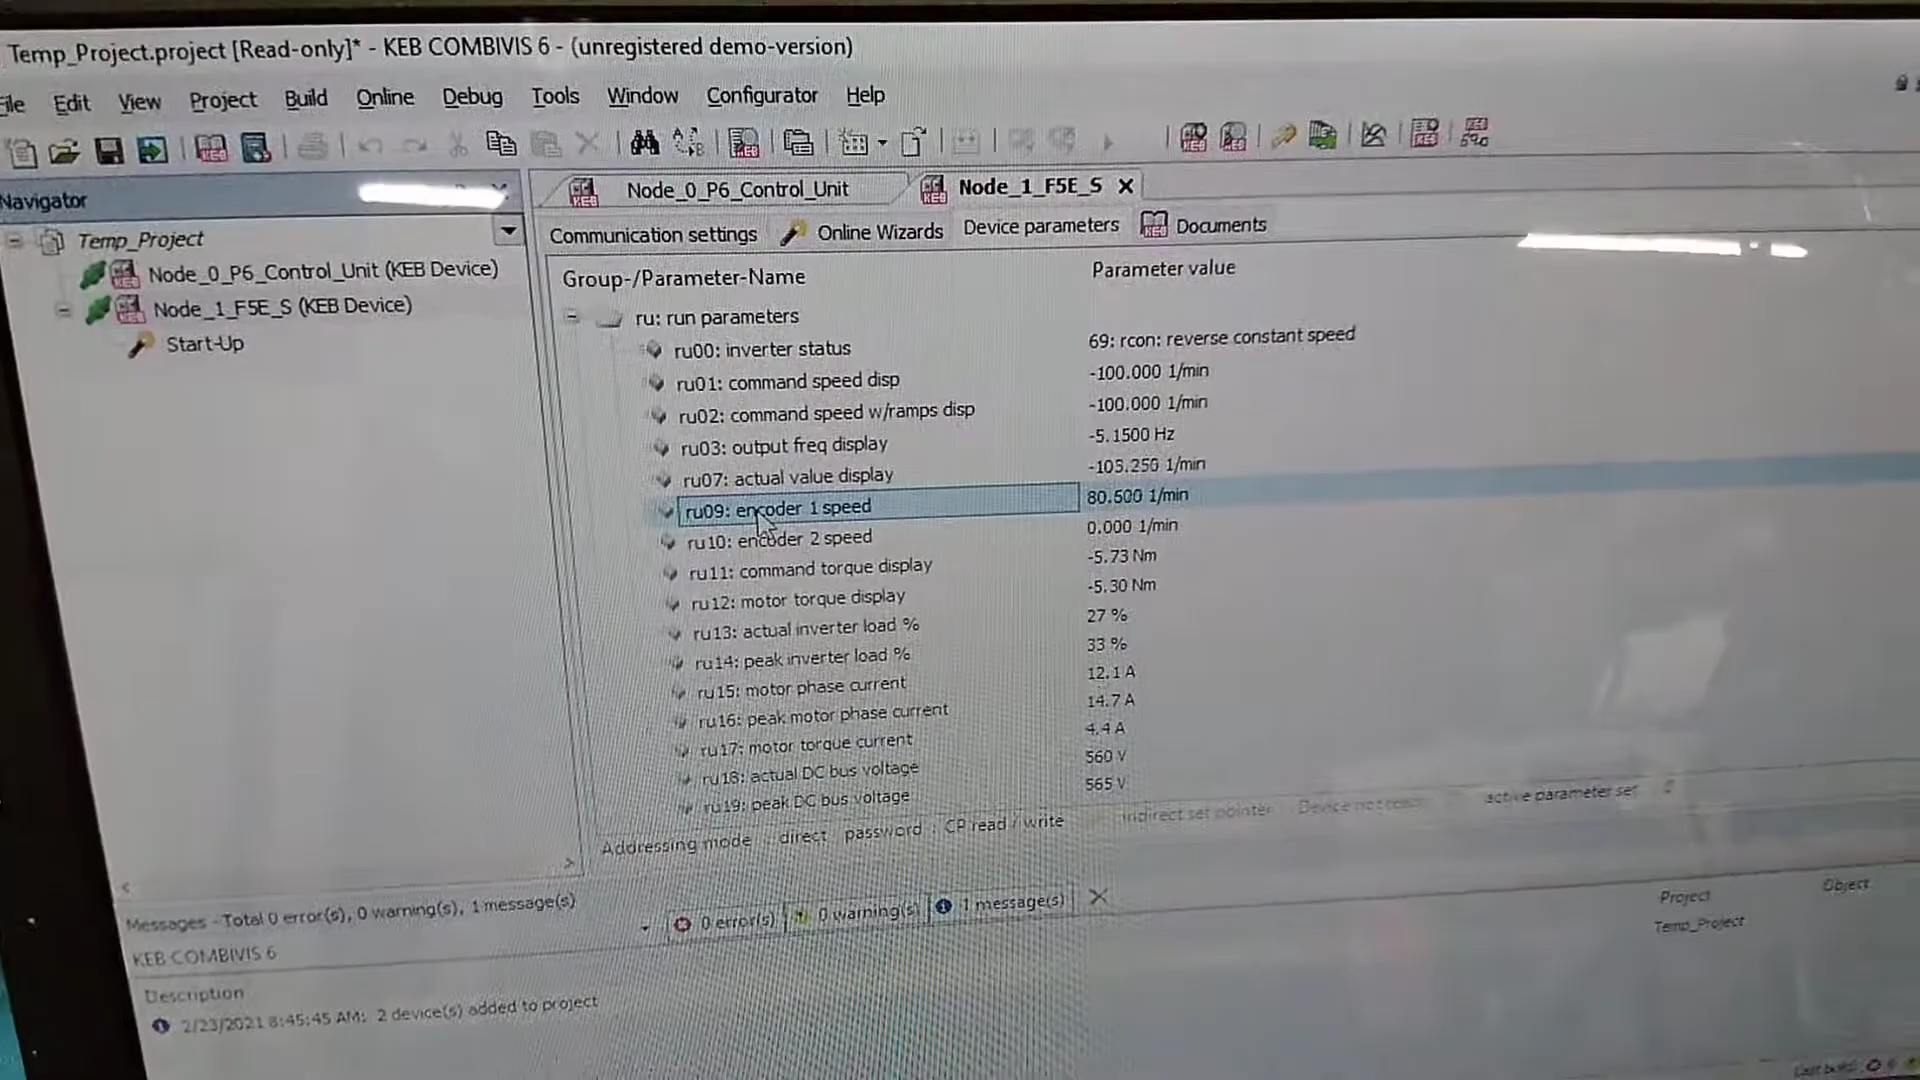 Temp_Project.project [Read-only]* - KEB COMBIVIS 6 - (unregistered demo-version)
File Edit View Project Build Online Debug Tools Window Configurator Help
Navigator
Temp_Project
Node_0_P6_Control_Unit (KEB Device)
Node_1_F5E_S (KEB Device)
Start-Up
Node_0_P6_Control_Unit Node_1_F5E_S
Communication settings Online Wizards Device parameters Documents
Group-/Parameter-Name Parameter value
ru: run parameters
ru00: inverter status 69: rcon: reverse constant speed
ru01: command speed disp -100.000 1/min
ru02: command speed w/ramps disp -100.000 1/min
ru03: output freq display -5.1500 Hz
ru07: actual value display -105.250 1/min
ru09: encoder 1 speed 80.500 1/min
ru10: encoder 2 speed 0.000 1/min
ru11: command torque display -5.73 Nm
ru12: motor torque display -5.30 Nm
ru13: actual inverter load % 27 %
ru14: peak inverter load % 33 %
ru15: motor phase current 12.1 A
ru16: peak motor phase current 14.7 A
ru17: motor torque current 4.4 A
ru18: actual DC bus voltage 560 V
ru19: peak DC bus voltage 565 V
Addressing mode : direct password : CP read / write indirect set pointer active parameter set
Messages - Total 0 error(s), 0 warning(s), 1 message(s)
KEB COMBIVIS 6 0 error(s) 0 warning(s) 1 message(s)
Description Project Object
2/23/2021 8:45:45 AM: 2 device(s) added to project Temp_Project